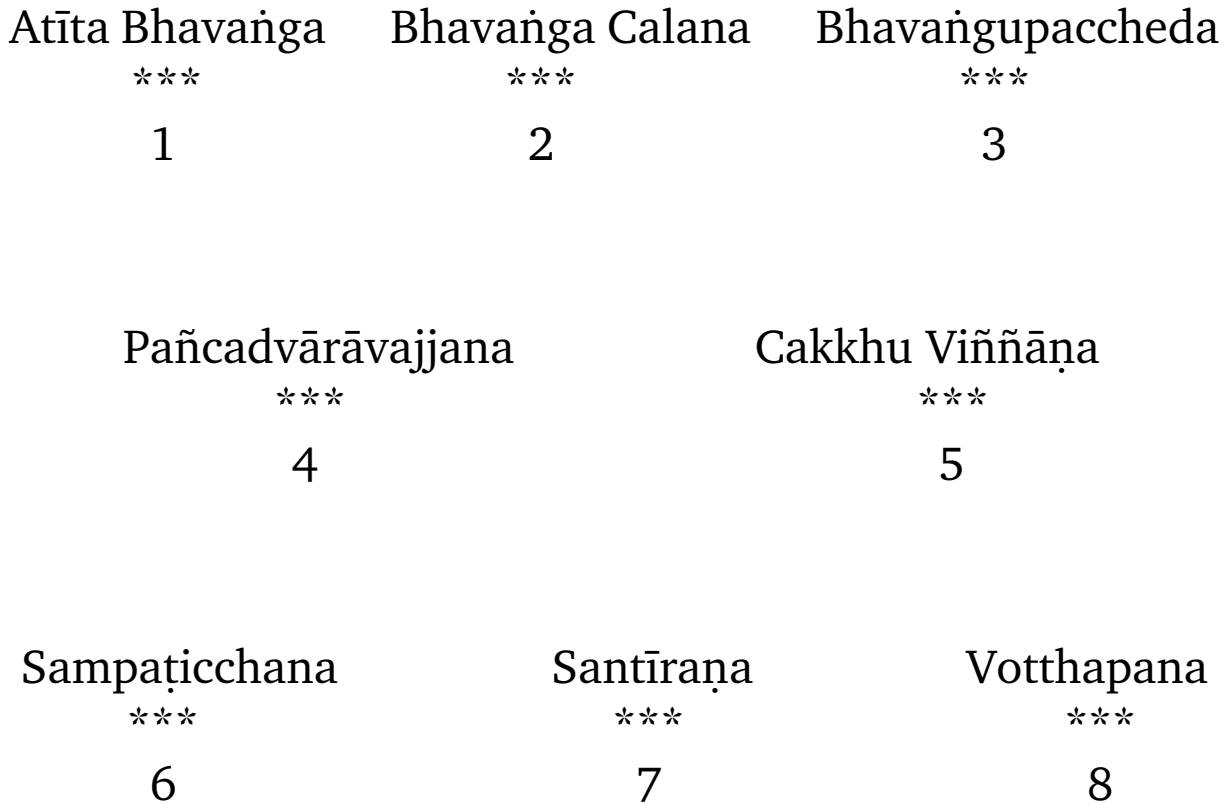 Atīta Bhavaṅga Bhavaṅga Calana Bhavaṅgupaccheda
*** *** ***
1 2 3
Pañcadvārāvajjana Cakkhu Viññāṇa
*** ***
4 5
Sampaṭicchana Santīraṇa Votthapana
*** *** ***
6 7 8